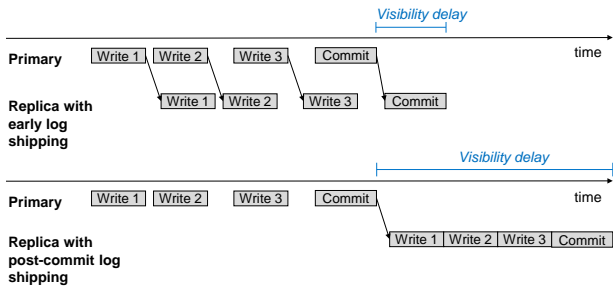 Visibility delay
time
Primary
Write 1 Write 2 Write 3 Commit
Replica with
early log
shipping
Write 1 Write 2 Write 3 Commit
Visibility delay
time
Primary
Write 1 Write 2 Write 3 Commit
Replica with
post-commit log
shipping
Write 1 Write 2 Write 3 Commit